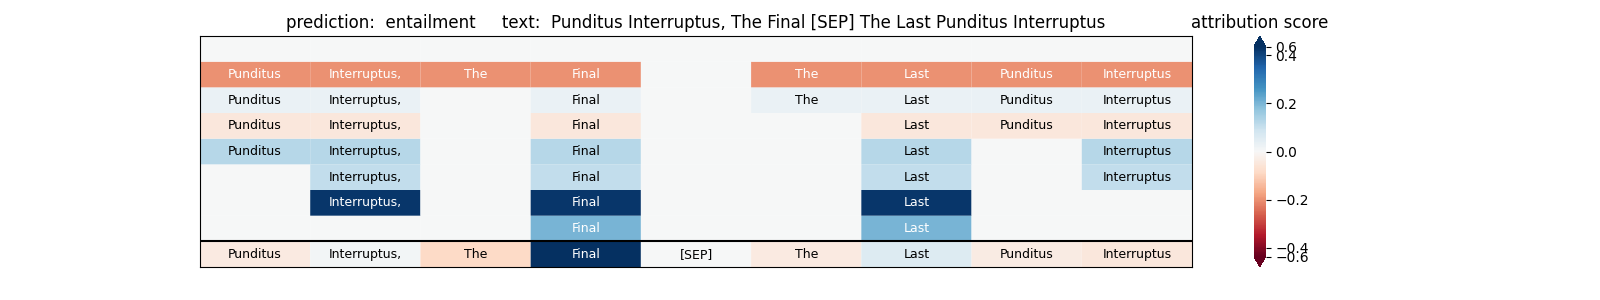 prediction:  entailment     text:  Punditus Interruptus, The Final [SEP] The Last Punditus Interruptus
attribution score
Punditus Interruptus, The Final The Last Punditus Interruptus
Punditus Interruptus, Final The Last Punditus Interruptus
Punditus Interruptus, Final Last Punditus Interruptus
Punditus Interruptus, Final Last Interruptus
Interruptus, Final Last Interruptus
Interruptus, Final Last
Final Last
Punditus Interruptus, The Final [SEP] The Last Punditus Interruptus
0.6
0.4
0.2
0.0
−0.2
−0.4
−0.6